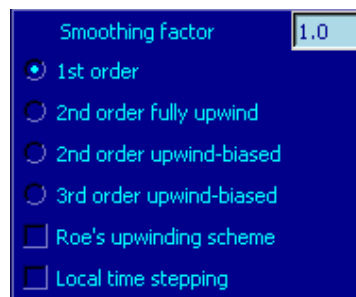 Smoothing factor 1.0
1st order
2nd order fully upwind
2nd order upwind-biased
3rd order upwind-biased
Roe's upwinding scheme
Local time stepping